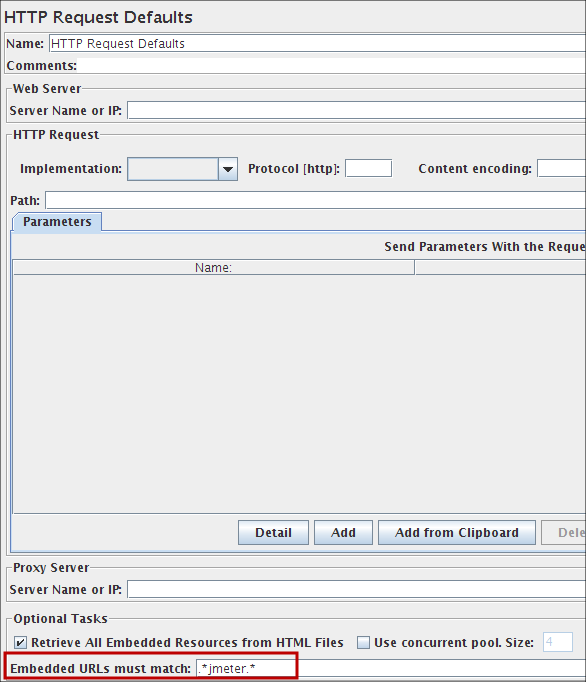 HTTP Request Defaults
Name: HTTP Request Defaults
Comments:
Web Server
Server Name or IP:
HTTP Request
Implementation: Protocol [http]: Content encoding:
Path:
Parameters
Send Parameters With the Reque
Name:
Detail Add Add from Clipboard Dele
Proxy Server
Server Name or IP:
Optional Tasks
Retrieve All Embedded Resources from HTML Files Use concurrent pool. Size: 4
Embedded URLs must match: .*jmeter.*